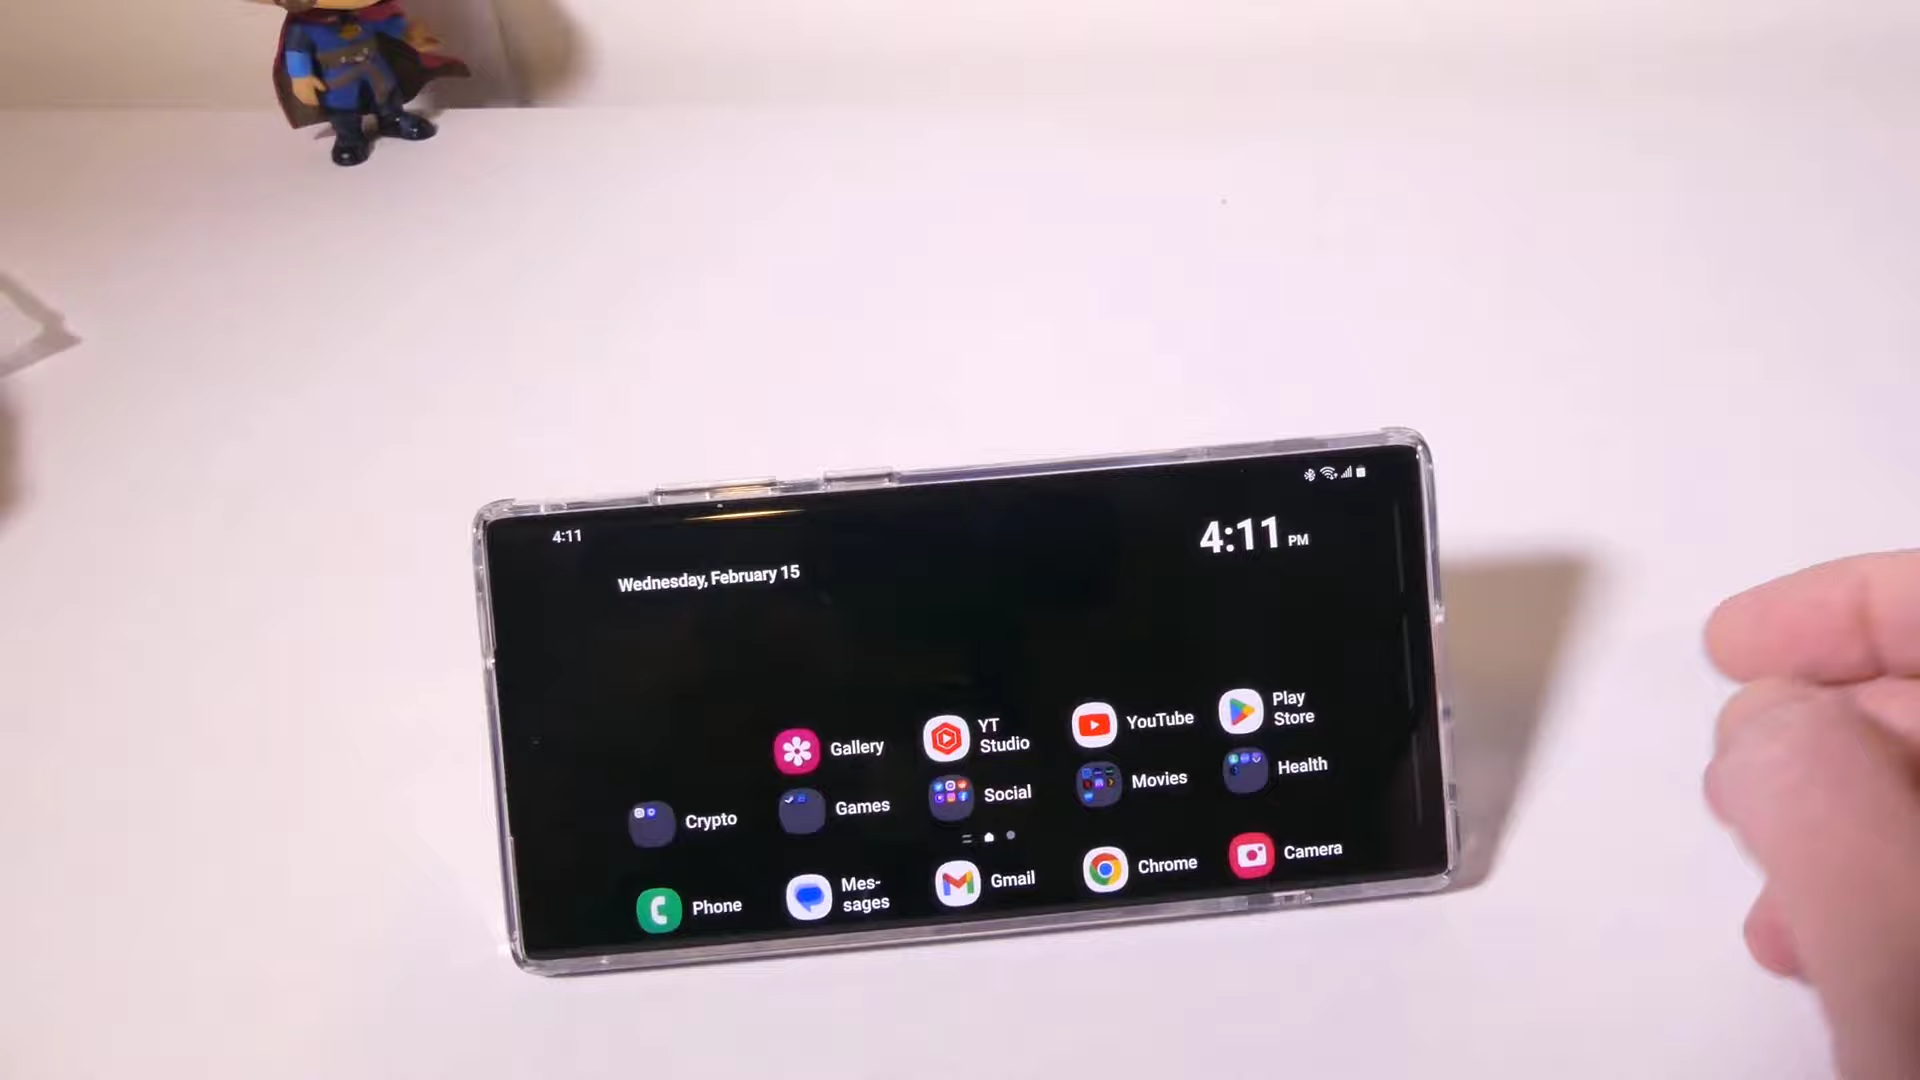 4:11
4:11 PM
Wednesday, February 15
Gallery
YT
Studio
YouTube
Play
Store
Crypto
Games
Social
Movies
Health
Phone
Mes-
sages
Gmail
Chrome
Camera